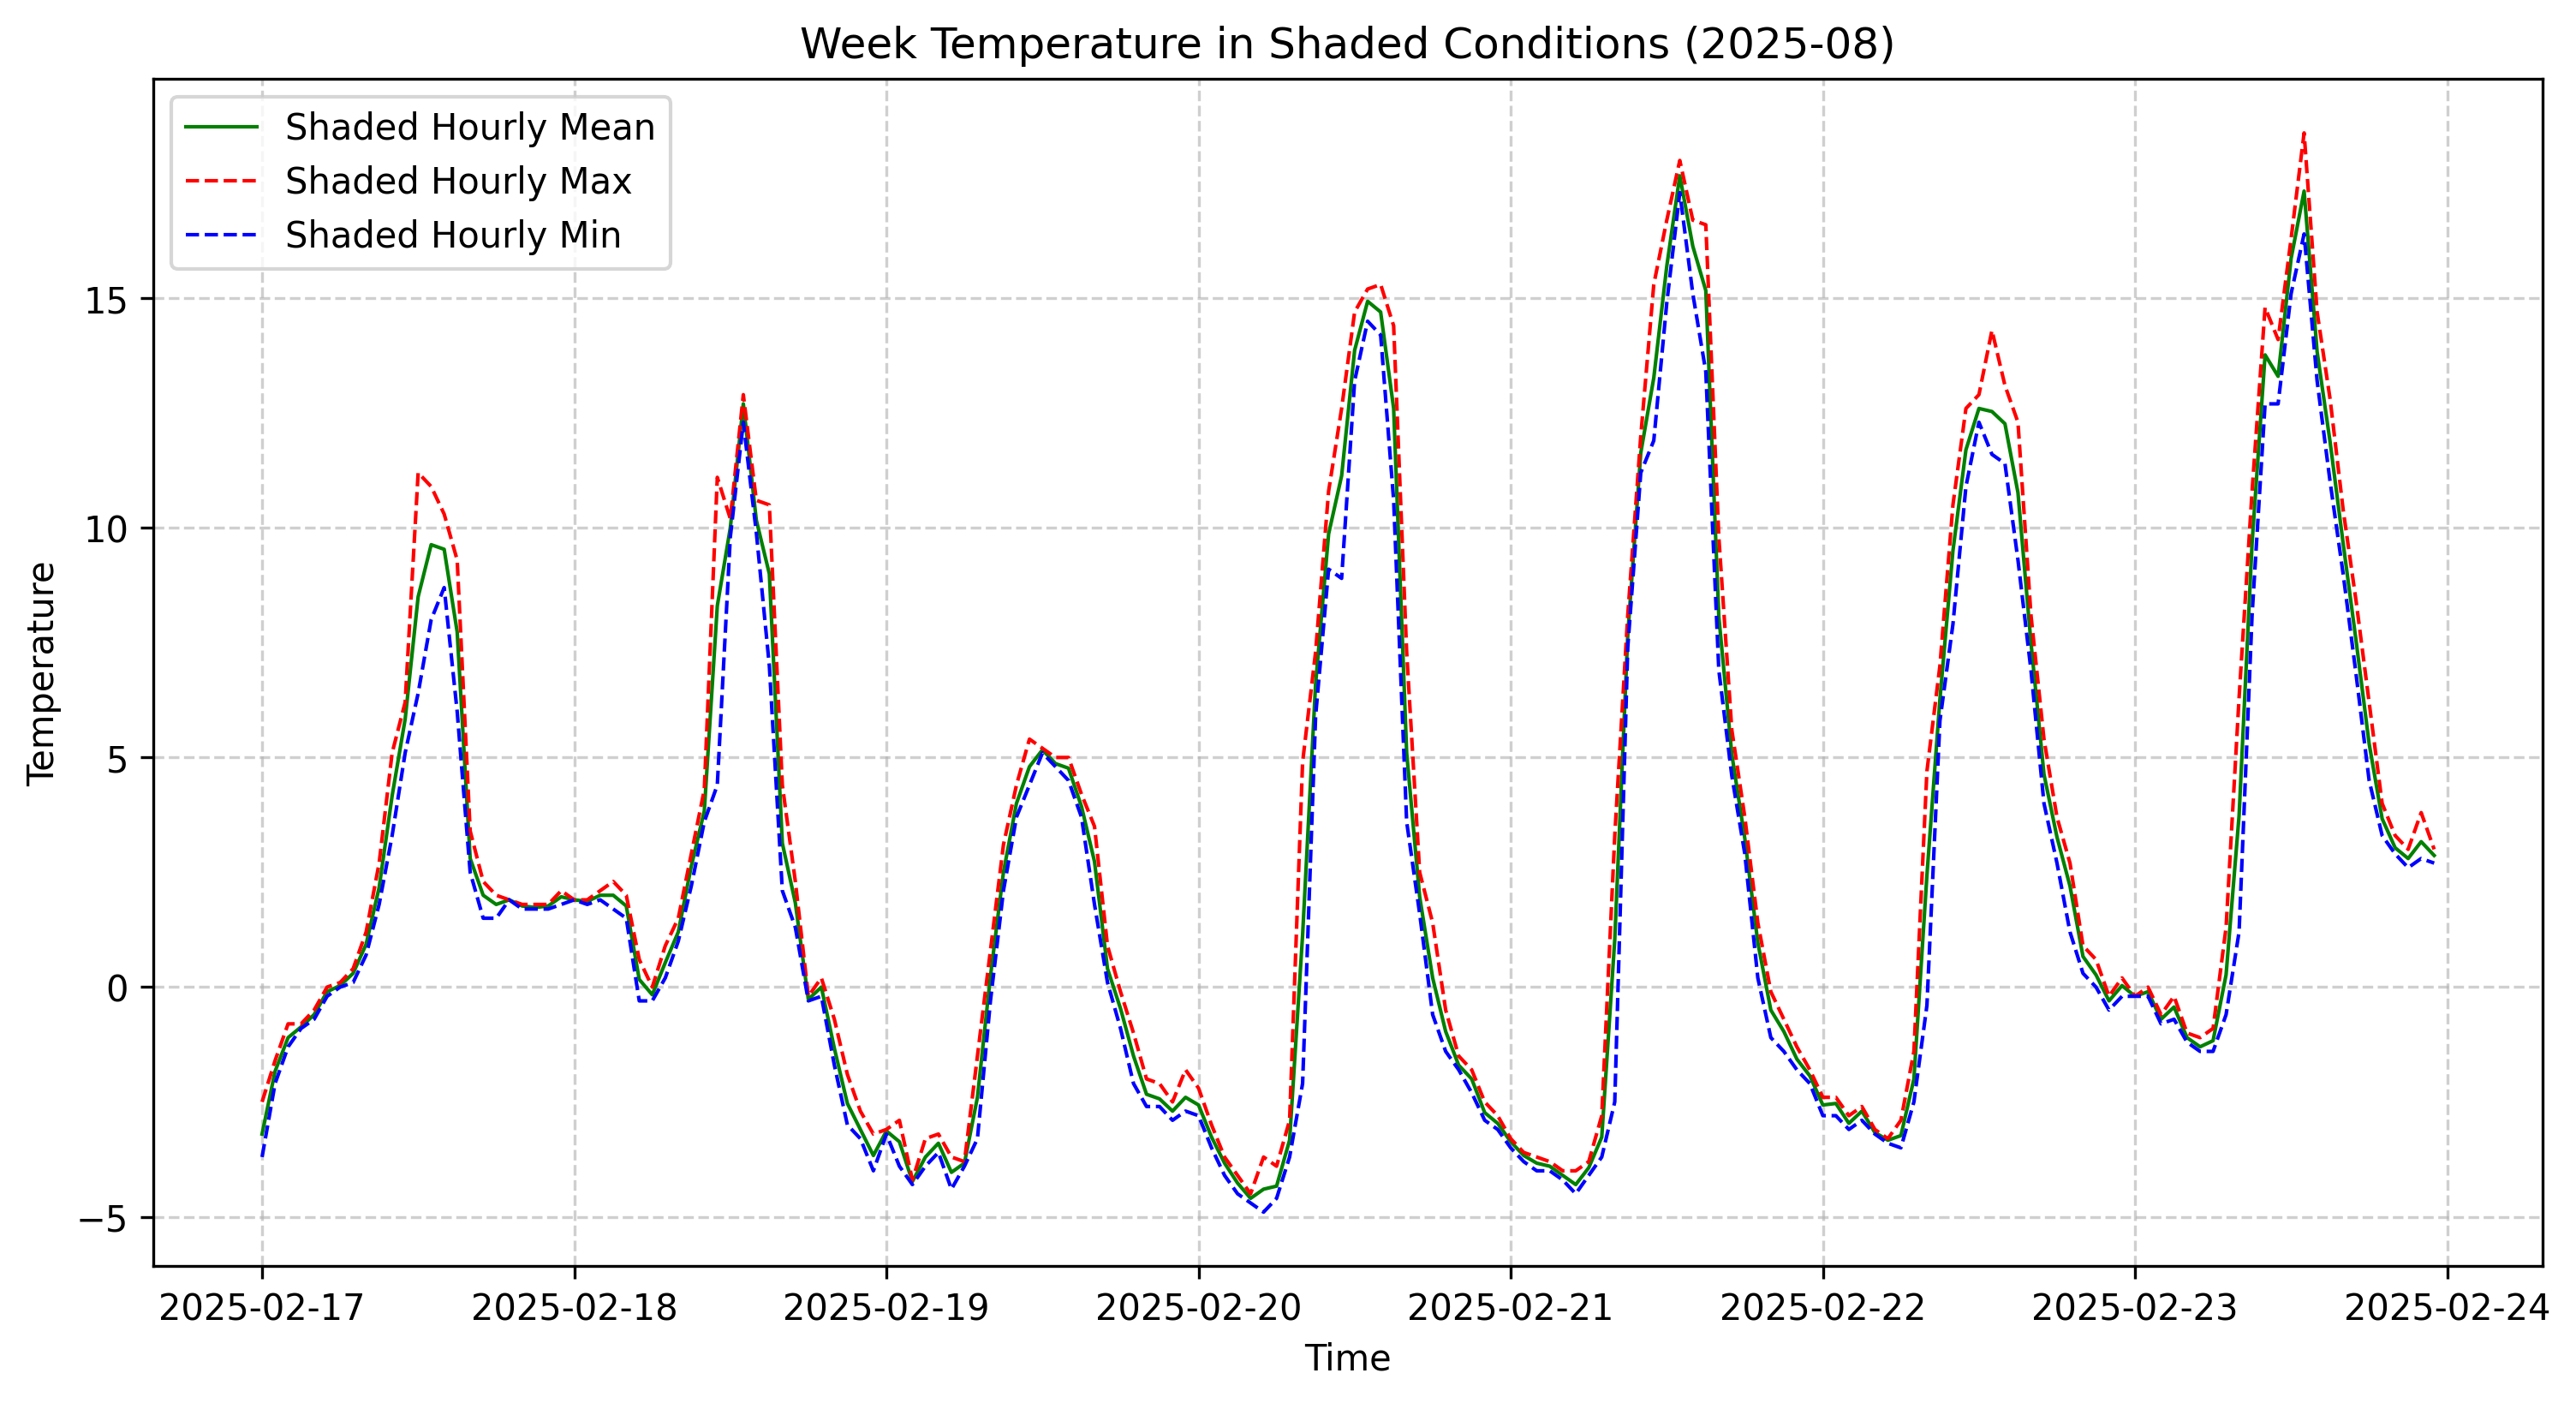 Week Temperature in Shaded Conditions (2025-08)
Shaded Hourly Mean
Shaded Hourly Max
Shaded Hourly Min
Temperature
15
10
5
0
−5
2025-02-17 2025-02-18 2025-02-19 2025-02-20 2025-02-21 2025-02-22 2025-02-23 2025-02-24
Time